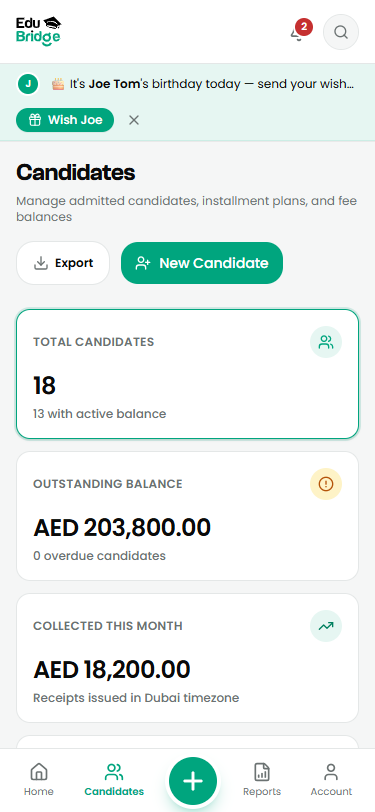 Edu
Bridge
2
J
🎂 It's Joe Tom's birthday today — send your wish…
Wish Joe
Candidates
Manage admitted candidates, installment plans, and fee
balances
Export
New Candidate
TOTAL CANDIDATES
18
13 with active balance
OUTSTANDING BALANCE
AED 203,800.00
0 overdue candidates
COLLECTED THIS MONTH
AED 18,200.00
Receipts issued in Dubai timezone
Home
Candidates
Reports
Account